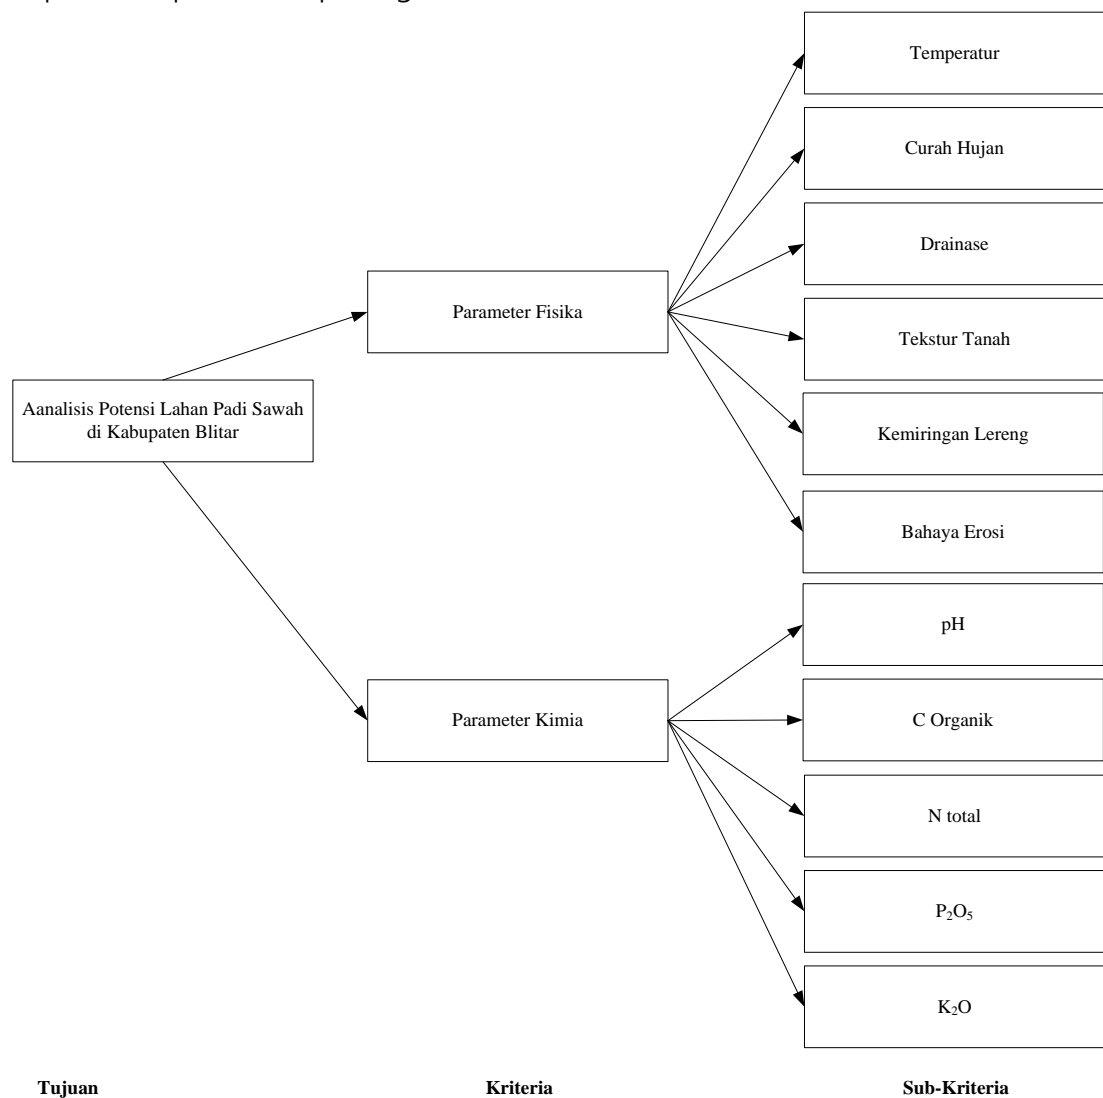 Temperatur
Curah Hujan
Drainase
Parameter Fisika
Tekstur Tanah
Aanalisis Potensi Lahan Padi Sawah
di Kabupaten Blitar
Kemiringan Lereng
Bahaya Erosi
pH
Parameter Kimia
C Organik
N total
P₂O₅
K₂O
Tujuan
Kriteria
Sub-Kriteria